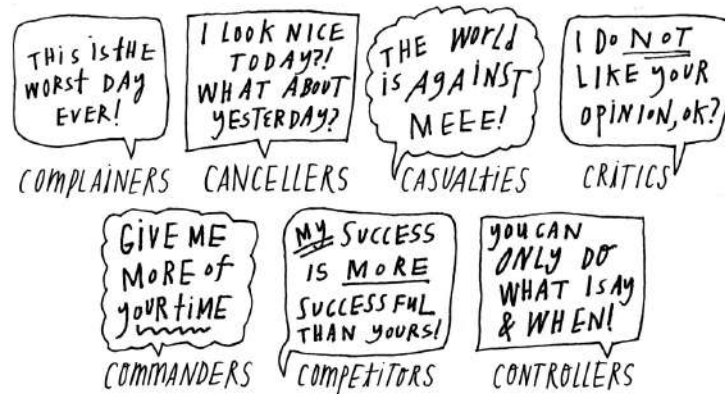 THIS IS THE
WORST DAY
EVER!
COMPLAINERS
I LOOK NICE
TODAY?!
WHAT ABOUT
YESTERDAY?
CANCELLERS
THE WORLD
IS AGAINST
MEEE!
CASUALTIES
I DO NOT
LIKE YOUR
OPINION, OK?
CRITICS
GIVE ME
MORE OF
YOUR TIME
COMMANDERS
MY SUCCESS
IS MORE
SUCCESSFUL
THAN YOURS!
COMPETITORS
YOU CAN
ONLY DO
WHAT I SAY
& WHEN!
CONTROLLERS